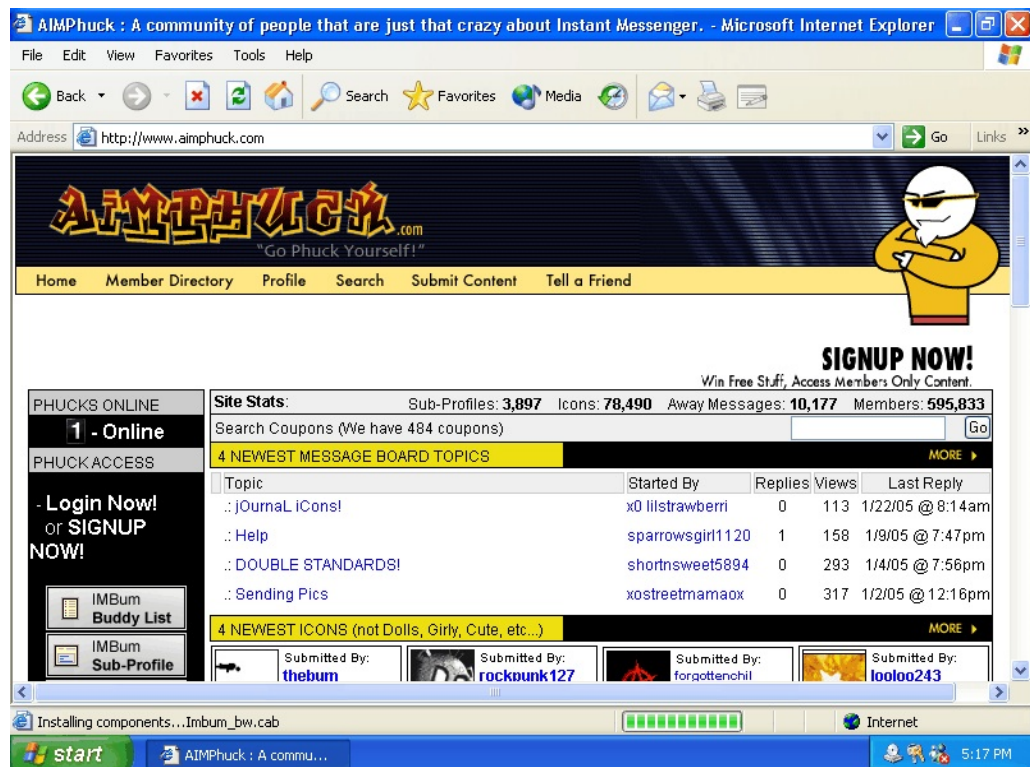 AIMPhuck : A community of people that are just that crazy about Instant Messenger. - Microsoft Internet Explorer
File Edit View Favorites Tools Help
Back Search Favorites Media
Address http://www.aimphuck.com Go Links »
AIMPHUCK.com
"Go Phuck Yourself!"
Home Member Directory Profile Search Submit Content Tell a Friend
SIGNUP NOW!
Win Free Stuff, Access Members Only Content.
PHUCKS ONLINE
1 - Online
PHUCK ACCESS
- Login Now!
or SIGNUP
NOW!
IMBum
Buddy List
IMBum
Sub-Profile
Site Stats: Sub-Profiles: 3,897 Icons: 78,490 Away Messages: 10,177 Members: 595,833
Search Coupons (We have 484 coupons) Go
4 NEWEST MESSAGE BOARD TOPICS MORE
Topic Started By Replies Views Last Reply
.: jOurnaL iCons! x0 lilstrawberri 0 113 1/22/05 @ 8:14am
.: Help sparrowsgirl1120 1 158 1/9/05 @ 7:47pm
.: DOUBLE STANDARDS! shortnsweet5894 0 293 1/4/05 @ 7:56pm
.: Sending Pics xostreetmamaox 0 317 1/2/05 @ 12:16pm
4 NEWEST ICONS (not Dolls, Girly, Cute, etc...) MORE
Submitted By: Submitted By: Submitted By: Submitted By:
thebum rockpunk127 forgottenchil looloo243
Installing components...Imbum_bw.cab Internet
start AIMPhuck : A commu... 5:17 PM